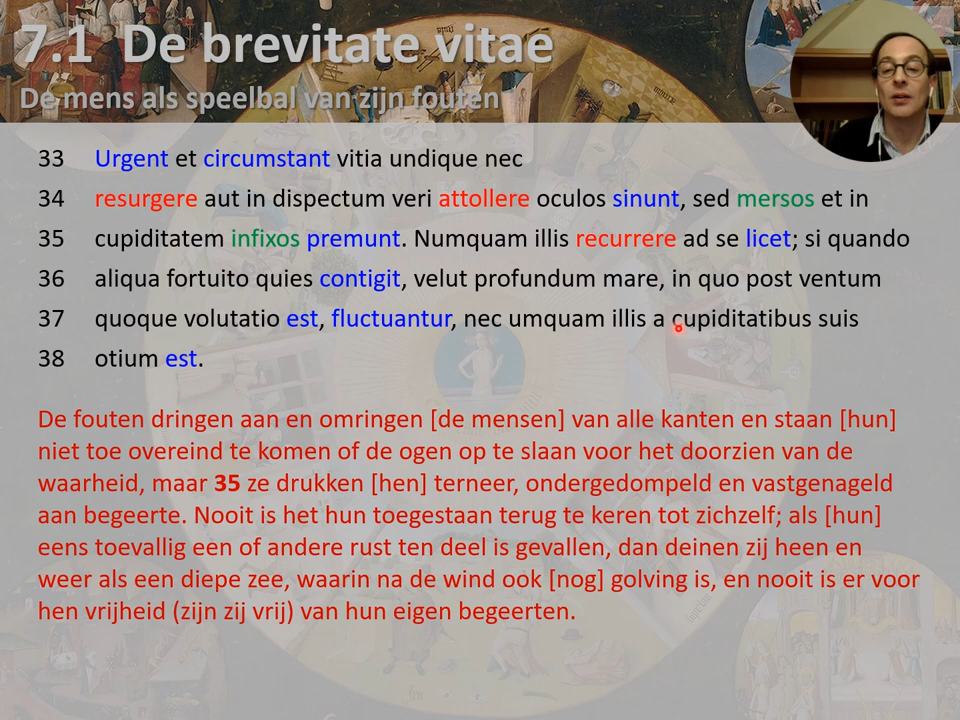 7.1 De brevitate vitae
De mens als speelbal van zijn fouten
33 Urgent et circumstant vitia undique nec
34 resurgere aut in dispectum veri attollere oculos sinunt, sed mersos et in
35 cupiditatem infixos premunt. Numquam illis recurrere ad se licet; si quando
36 aliqua fortuito quies contigit, velut profundum mare, in quo post ventum
37 quoque volutatio est, fluctuantur, nec umquam illis a cupiditatibus suis
38 otium est.
De fouten dringen aan en omringen [de mensen] van alle kanten en staan [hun]
niet toe overeind te komen of de ogen op te slaan voor het doorzien van de
waarheid, maar 35 ze drukken [hen] terneer, ondergedompeld en vastgenageld
aan begeerte. Nooit is het hun toegestaan terug te keren tot zichzelf; als [hun]
eens toevallig een of andere rust ten deel is gevallen, dan deinen zij heen en
weer als een diepe zee, waarin na de wind ook [nog] golving is, en nooit is er voor
hen vrijheid (zijn zij vrij) van hun eigen begeerten.